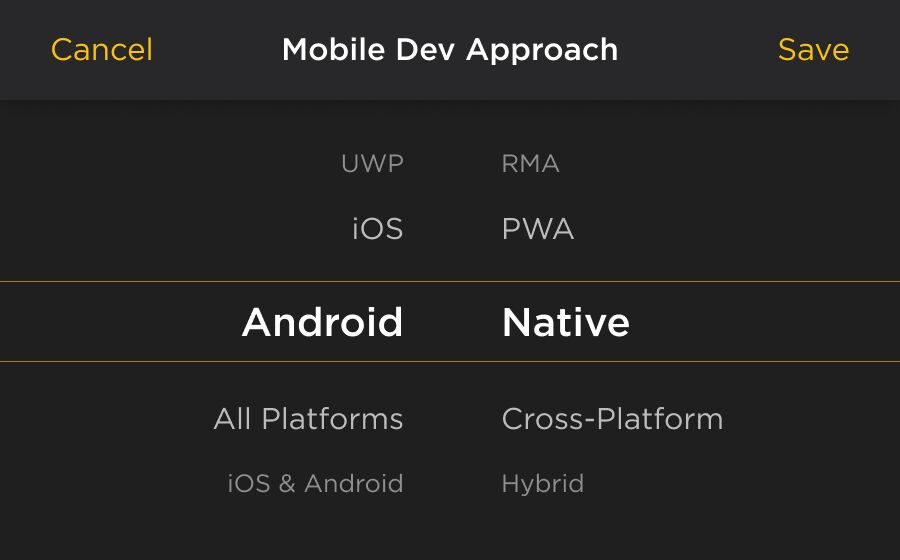 Cancel Mobile Dev Approach Save
UWP RMA
iOS PWA
Android Native
All Platforms Cross-Platform
iOS & Android Hybrid